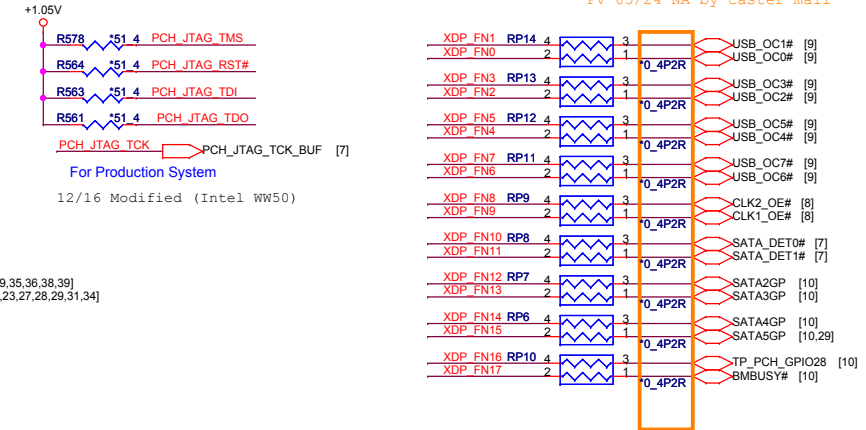 +1.05V
R578 *51_4 PCH_JTAG_TMS
R564 *51_4 PCH_JTAG_RST#
R563 *51_4 PCH_JTAG_TDI
R561 *51_4 PCH_JTAG_TDO
PCH_JTAG_TCK PCH_JTAG_TCK_BUF [7]
For Production System
12/16 Modified (Intel WW50)
9,35,36,38,39]
,23,27,28,29,31,34]
XDP_FN1 RP14 4 3 USB_OC1# [9]
XDP_FN0 2 1 USB_OC0# [9]
*0_4P2R
XDP_FN3 RP13 4 3 USB_OC3# [9]
XDP_FN2 2 1 USB_OC2# [9]
*0_4P2R
XDP_FN5 RP12 4 3 USB_OC5# [9]
XDP_FN4 2 1 USB_OC4# [9]
*0_4P2R
XDP_FN7 RP11 4 3 USB_OC7# [9]
XDP_FN6 2 1 USB_OC6# [9]
*0_4P2R
XDP_FN8 RP9 4 3 CLK2_OE# [8]
XDP_FN9 2 1 CLK1_OE# [8]
*0_4P2R
XDP_FN10 RP8 4 3 SATA_DET0# [7]
XDP_FN11 2 1 SATA_DET1# [7]
*0_4P2R
XDP_FN12 RP7 4 3 SATA2GP [10]
XDP_FN13 2 1 SATA3GP [10]
*0_4P2R
XDP_FN14 RP6 4 3 SATA4GP [10]
XDP_FN15 2 1 SATA5GP [10,29]
*0_4P2R
XDP_FN16 RP10 4 3 TP_PCH_GPIO28 [10]
XDP_FN17 2 1 BMBUSY# [10]
*0_4P2R